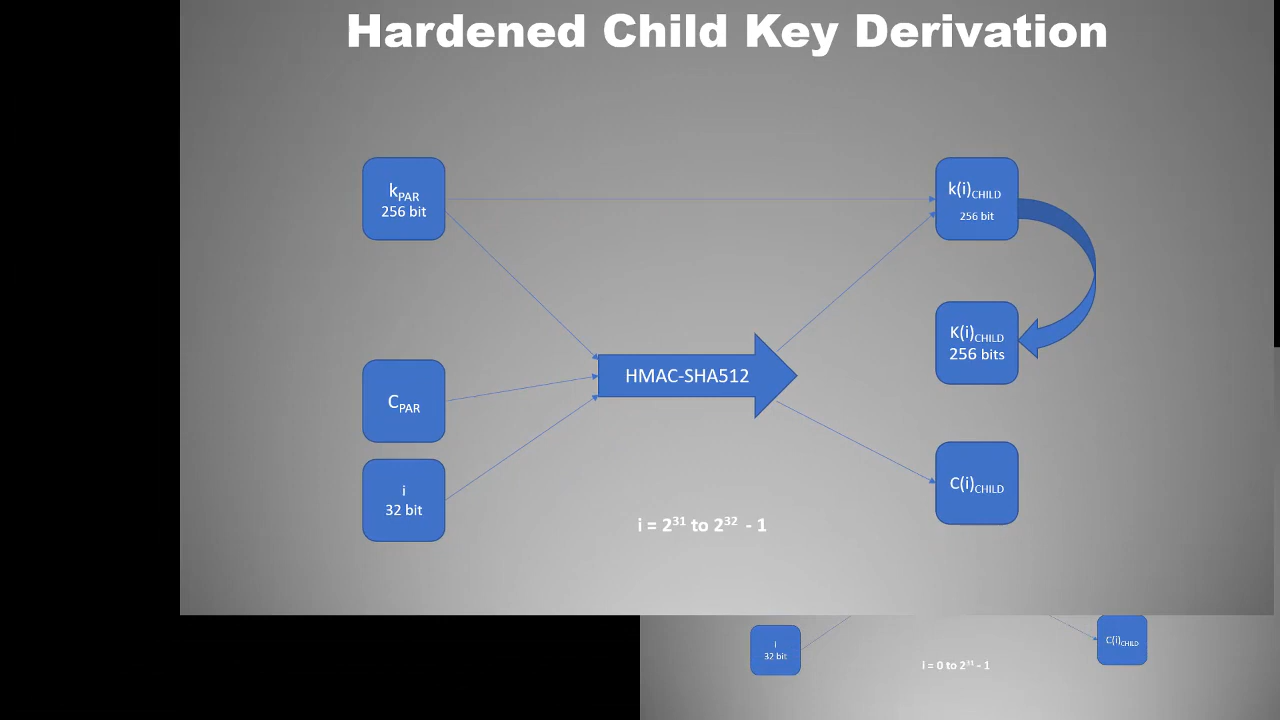 Hardened Child Key Derivation
kPAR
256 bit
k(i)CHILD
256 bit
K(i)CHILD
256 bits
HMAC-SHA512
CPAR
C(i)CHILD
i
32 bit
i = 2³¹ to 2³² - 1
i
32 bit
C(i)CHILD
i = 0 to 2³¹ - 1